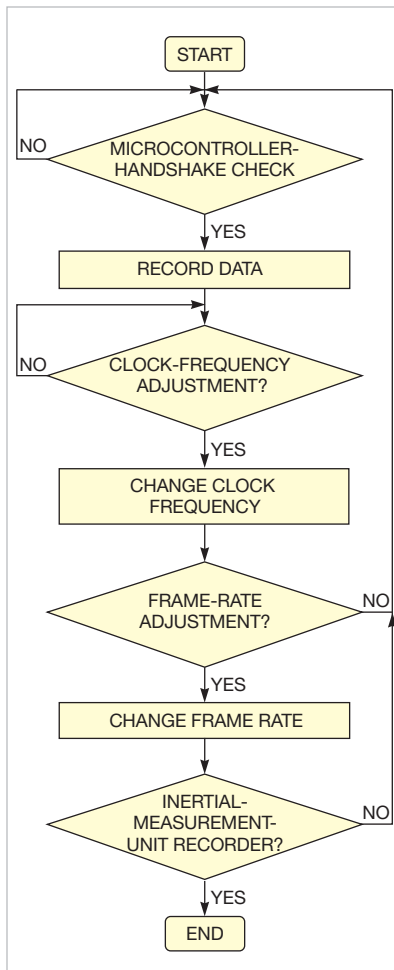 START
NO
MICROCONTROLLER-
HANDSHAKE CHECK
YES
RECORD DATA
NO
CLOCK-FREQUENCY
ADJUSTMENT?
YES
CHANGE CLOCK
FREQUENCY
FRAME-RATE
ADJUSTMENT?
NO
YES
CHANGE FRAME RATE
INERTIAL-
MEASUREMENT-
UNIT RECORDER?
NO
YES
END